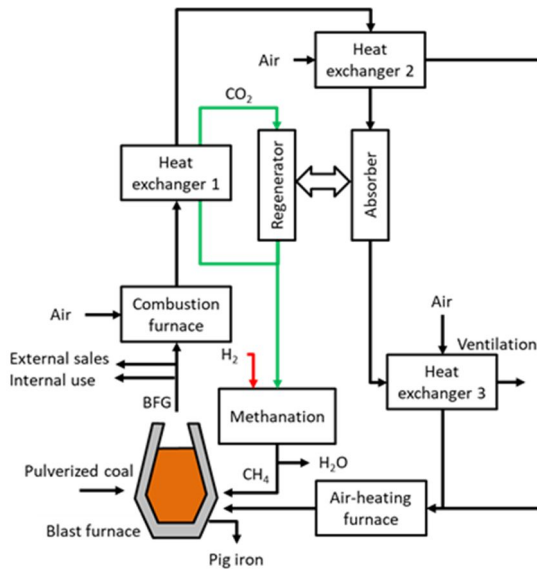 Air
Heat
exchanger 2
CO2
Heat
exchanger 1
Regenerator
Absorber
Air
Combustion
furnace
Air
External sales
Internal use
H2
Heat
exchanger 3
Ventilation
BFG
Methanation
Pulverized coal
CH4
H2O
Air-heating
furnace
Blast furnace
Pig iron